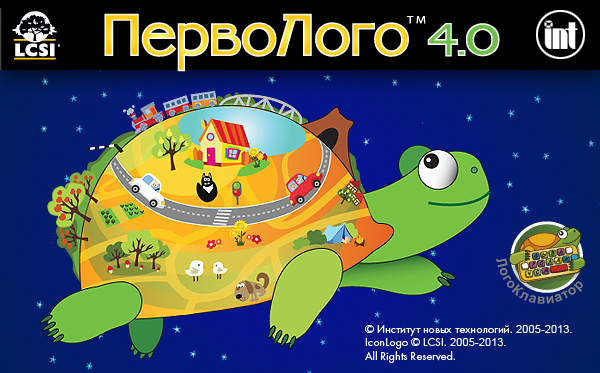 LCSI
ПервоЛого™ 4.0
int
ЛогоКлавиатор
© Институт новых технологий. 2005-2013.
IconLogo © LCSI. 2005-2013.
All Rights Reserved.